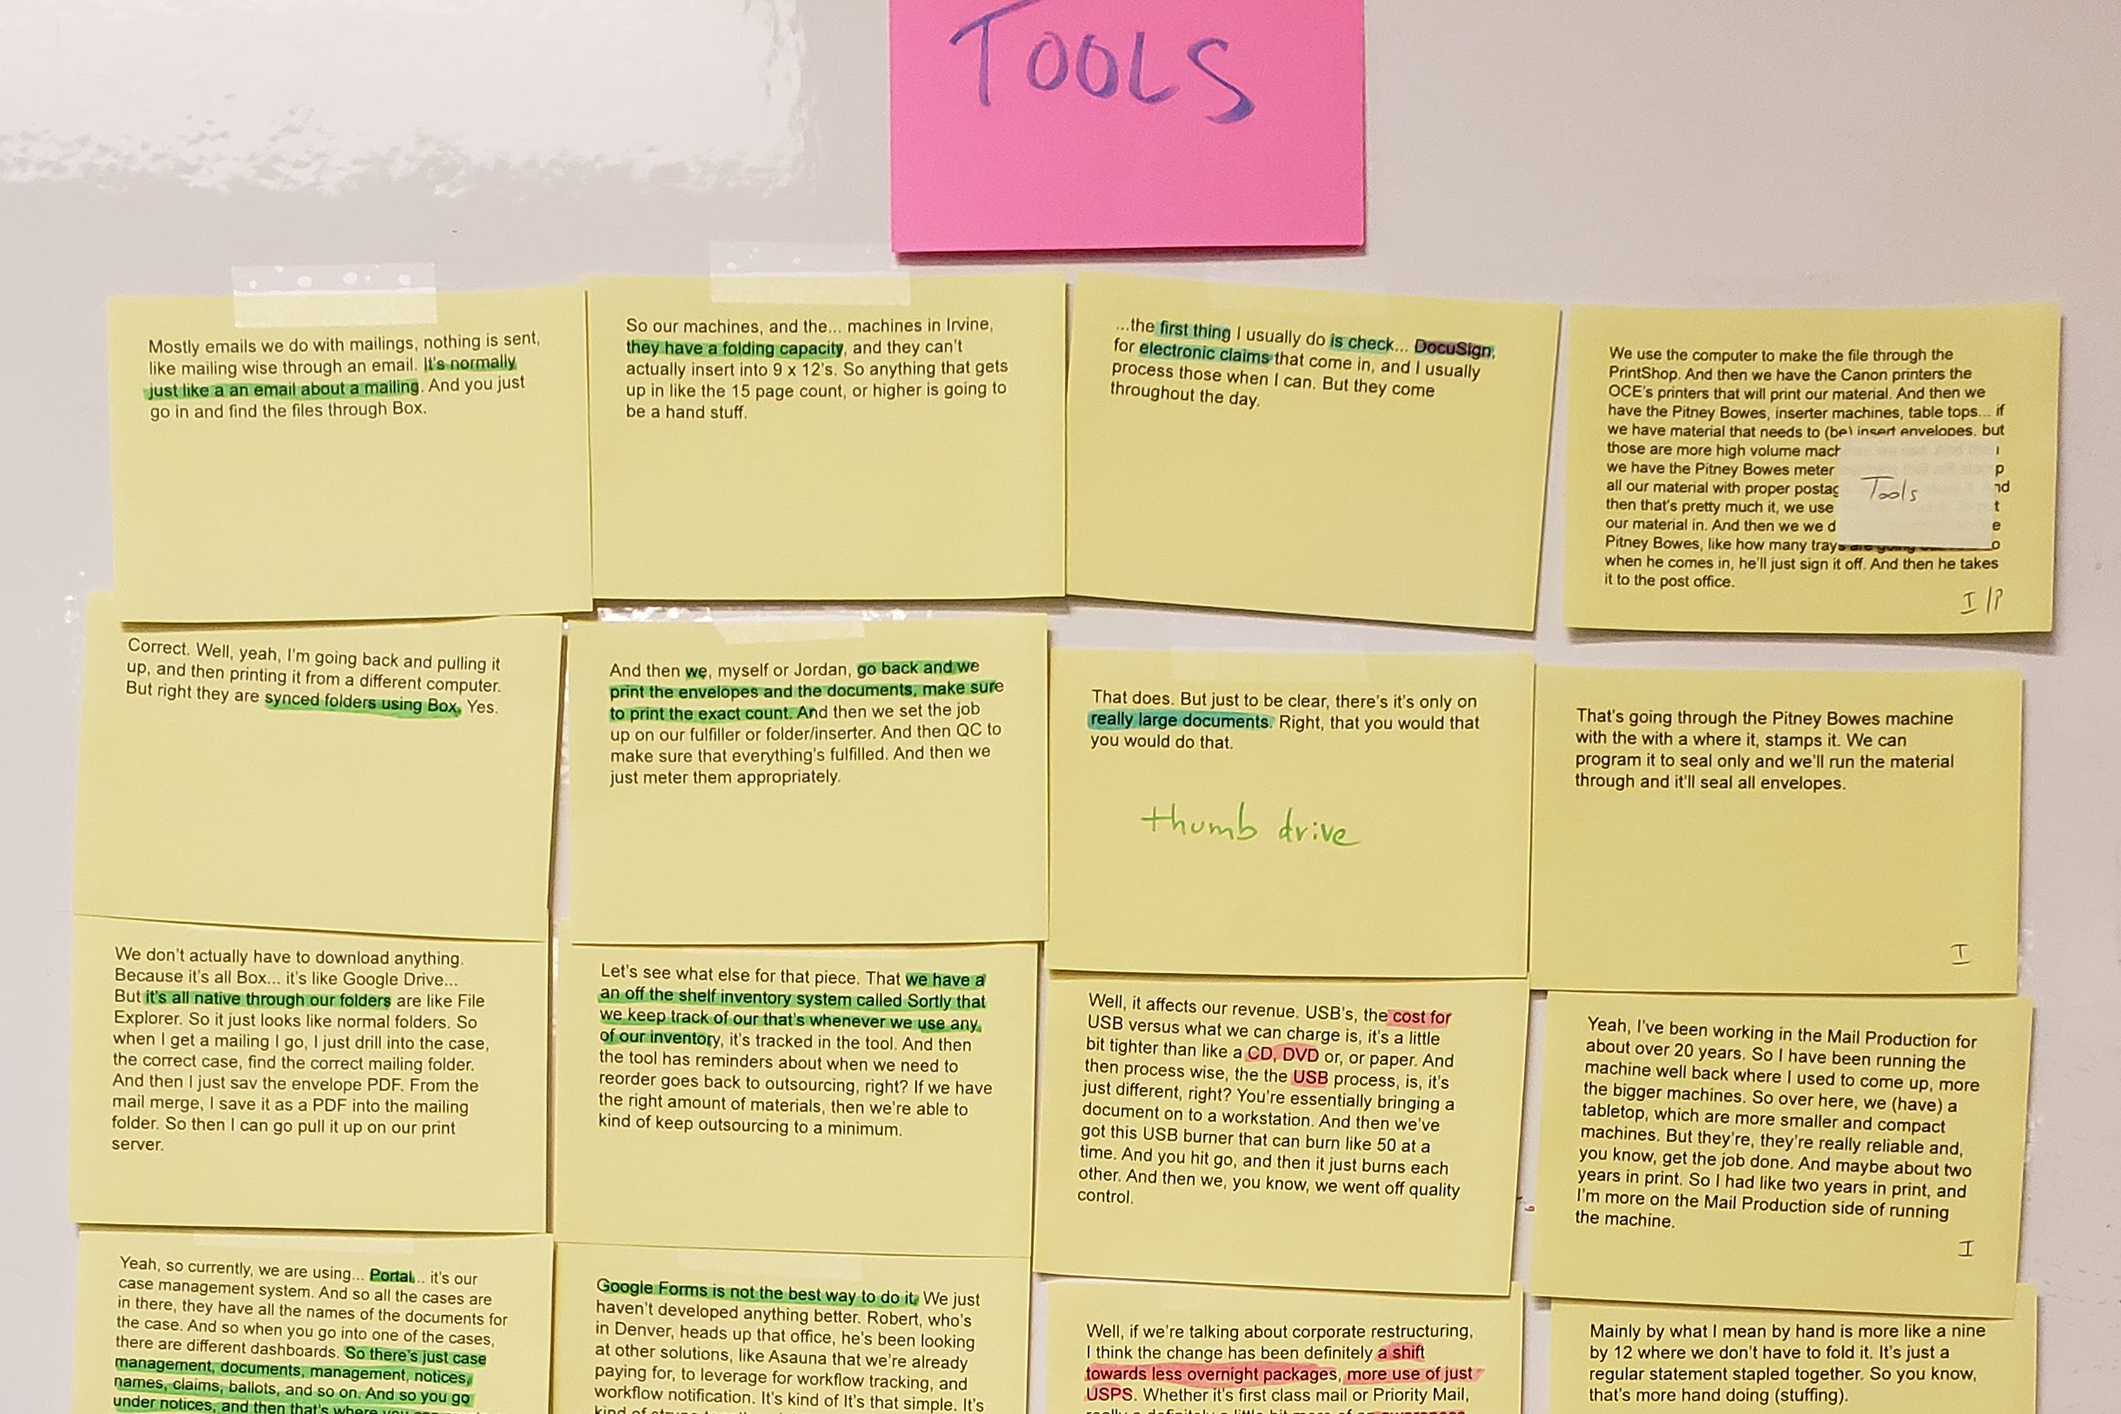 TOOLS
Mostly emails we do with mailings, nothing is sent,
like mailing wise through an email. It's normally
just like a an email about a mailing. And you just
go in and find the files through Box.
So our machines, and the... machines in Irvine,
they have a folding capacity, and they can't
actually insert into 9 x 12's. So anything that gets
up in like the 15 page count, or higher is going to
be a hand stuff.
...the first thing I usually do is check... DocuSign,
for electronic claims that come in, and I usually
process those when I can. But they come
throughout the day.
We use the computer to make the file through the
PrintShop. And then we have the Canon printers the
OCE's printers that will print our material. And then we
have the Pitney Bowes, inserter machines, table tops... if
we have material that needs to (be) insert envelopes, but
those are more high volume
we have the Pitney Bowes meter
all our material with proper
then that's pretty much it, we use
our material in. And then we we
Pitney Bowes, like how many trays are going
when he comes in, he'll just sign it off. And then he takes
it to the post office.
Tools
I/P
Correct. Well, yeah, I'm going back and pulling it
up, and then printing it from a different computer.
But right they are synced folders using Box, Yes.
And then we, myself or Jordan, go back and we
print the envelopes and the documents, make sure
to print the exact count. And then we set the job
up on our fulfiller or folder/inserter. And then QC to
make sure that everything's fulfilled. And then we
just meter them appropriately.
That does. But just to be clear, there's it's only on
really large documents. Right, that you would that
you would do that.
thumb drive
That's going through the Pitney Bowes machine
with the with a where it, stamps it. We can
program it to seal only and we'll run the material
through and it'll seal all envelopes.
I
We don't actually have to download anything.
Because it's all Box... it's like Google Drive...
But it's all native through our folders are like File
Explorer. So it just looks like normal folders. So
when I get a mailing I go, I just drill into the case,
the correct case, find the correct mailing folder.
And then I just sav the envelope PDF. From the
mail merge, I save it as a PDF into the mailing
folder. So then I can go pull it up on our print
server.
Let's see what else for that piece. That we have a
an off the shelf inventory system called Sortly that
we keep track of our that's whenever we use any
of our inventory, it's tracked in the tool. And then
the tool has reminders about when we need to
reorder goes back to outsourcing, right? If we have
the right amount of materials, then we're able to
kind of keep outsourcing to a minimum.
Well, it affects our revenue. USB's, the cost for
USB versus what we can charge is, it's a little
bit tighter than like a CD, DVD or, or paper. And
then process wise, the the USB process, is, it's
just different, right? You're essentially bringing a
document on to a workstation. And then we've
got this USB burner that can burn like 50 at a
time. And you hit go, and then it just burns each
other. And then we, you know, we went off quality
control.
Yeah, I've been working in the Mail Production for
about over 20 years. So I have been running the
machine well back where I used to come up, more
the bigger machines. So over here, we (have) a
tabletop, which are more smaller and compact
machines. But they're, they're really reliable and,
you know, get the job done. And maybe about two
years in print. So I had like two years in print, and
I'm more on the Mail Production side of running
the machine.
I
Yeah, so currently, we are using... Portal... it's our
case management system. And so all the cases are
in there, they have all the names of the documents for
the case. And so when you go into one of the cases,
there are different dashboards. So there's just case
management, documents, management, notices,
names, claims, ballots, and so on. And so you go
under notices, and then that's where you
Google Forms is not the best way to do it. We just
haven't developed anything better. Robert, who's
in Denver, heads up that office, he's been looking
at other solutions, like Asauna that we're already
paying for, to leverage for workflow tracking, and
workflow notification. It's kind of It's that simple. It's
kind of
Well, if we're talking about corporate restructuring,
I think the change has been definitely a shift
towards less overnight packages, more use of just
USPS. Whether it's first class mail or Priority Mail,
Mainly by what I mean by hand is more like a nine
by 12 where we don't have to fold it. It's just a
regular statement stapled together. So you know,
that's more hand doing (stuffing).